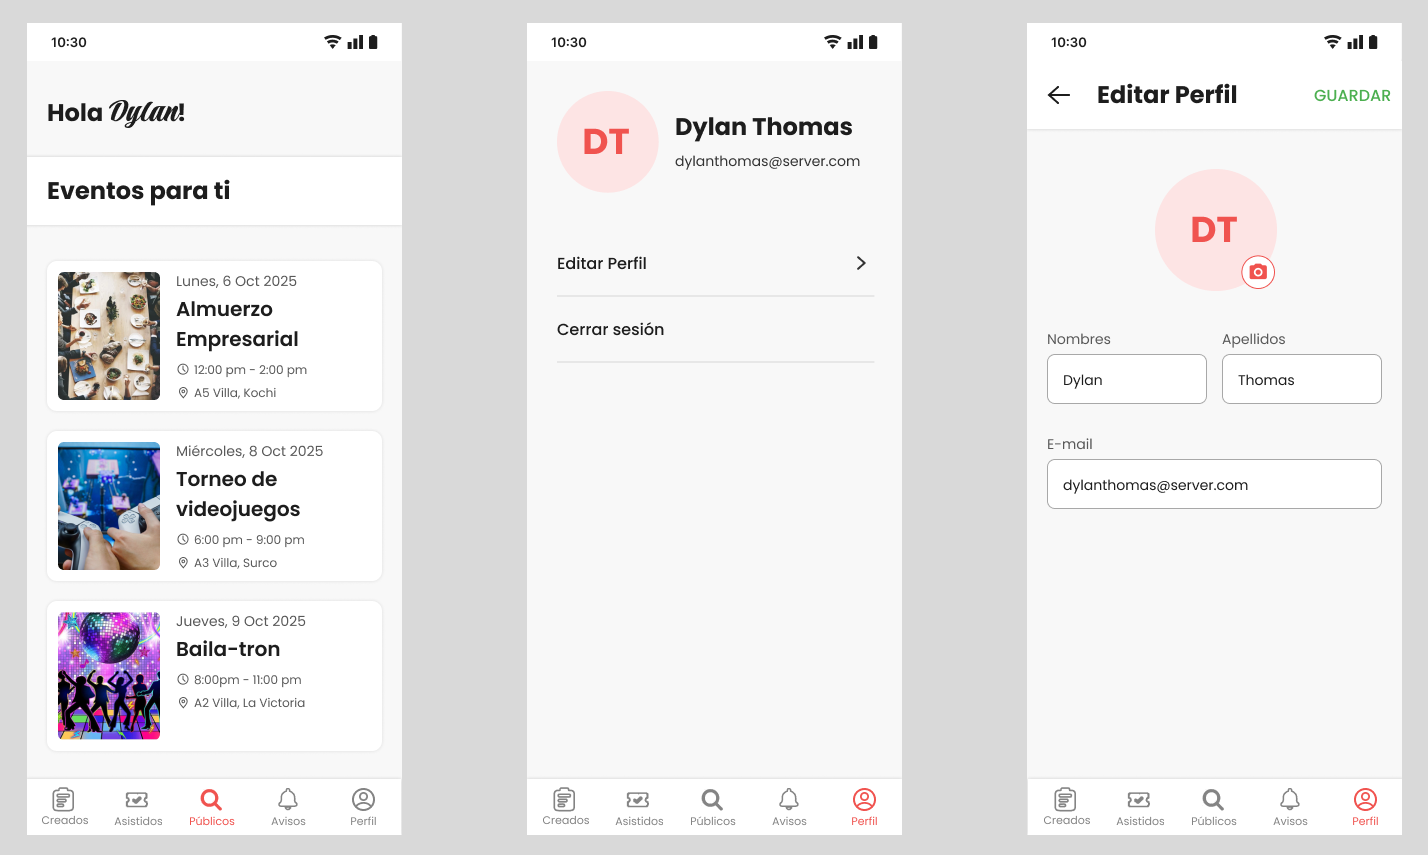 10:30
Hola Dylan!
Eventos para ti
Lunes, 6 Oct 2025
Almuerzo
Empresarial
12:00 pm - 2:00 pm
A5 Villa, Kochi
Miércoles, 8 Oct 2025
Torneo de
videojuegos
6:00 pm - 9:00 pm
A3 Villa, Surco
Jueves, 9 Oct 2025
Baila-tron
8:00pm - 11:00 pm
A2 Villa, La Victoria
Creados
Asistidos
Públicos
Avisos
Perfil
10:30
DT
Dylan Thomas
dylanthomas@server.com
Editar Perfil
Cerrar sesión
Creados
Asistidos
Públicos
Avisos
Perfil
10:30
Editar Perfil
GUARDAR
DT
Nombres
Apellidos
Dylan
Thomas
E-mail
dylanthomas@server.com
Creados
Asistidos
Públicos
Avisos
Perfil